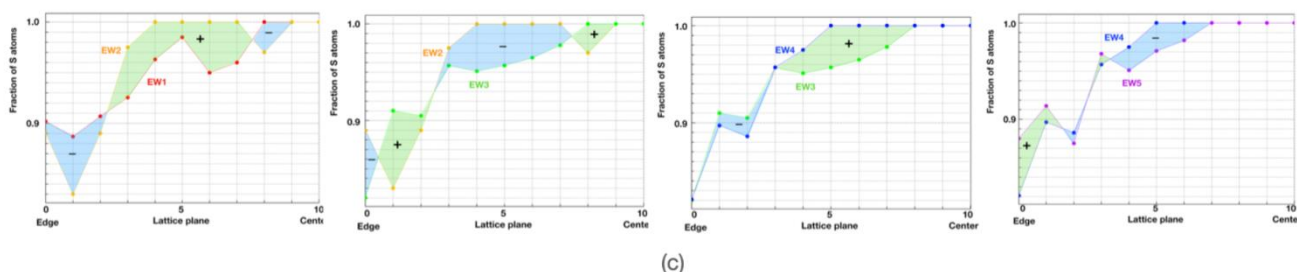 1.0
EW2
+
−
EW1
Fraction of S atoms
0.9
−
0
5
10
Edge
Lattice plane
Cente
1.0
EW2
−
+
EW3
Fraction of S atoms
0.9
−
+
0
5
10
Edge
Lattice plane
Cente
1.0
EW4
+
EW3
Fraction of S atoms
0.9
−
0
5
10
Edge
Lattice plane
Center
1.0
EW4
−
EW5
Fraction of S atoms
0.9
+
0
5
10
Edge
Lattice plane
Center
(c)